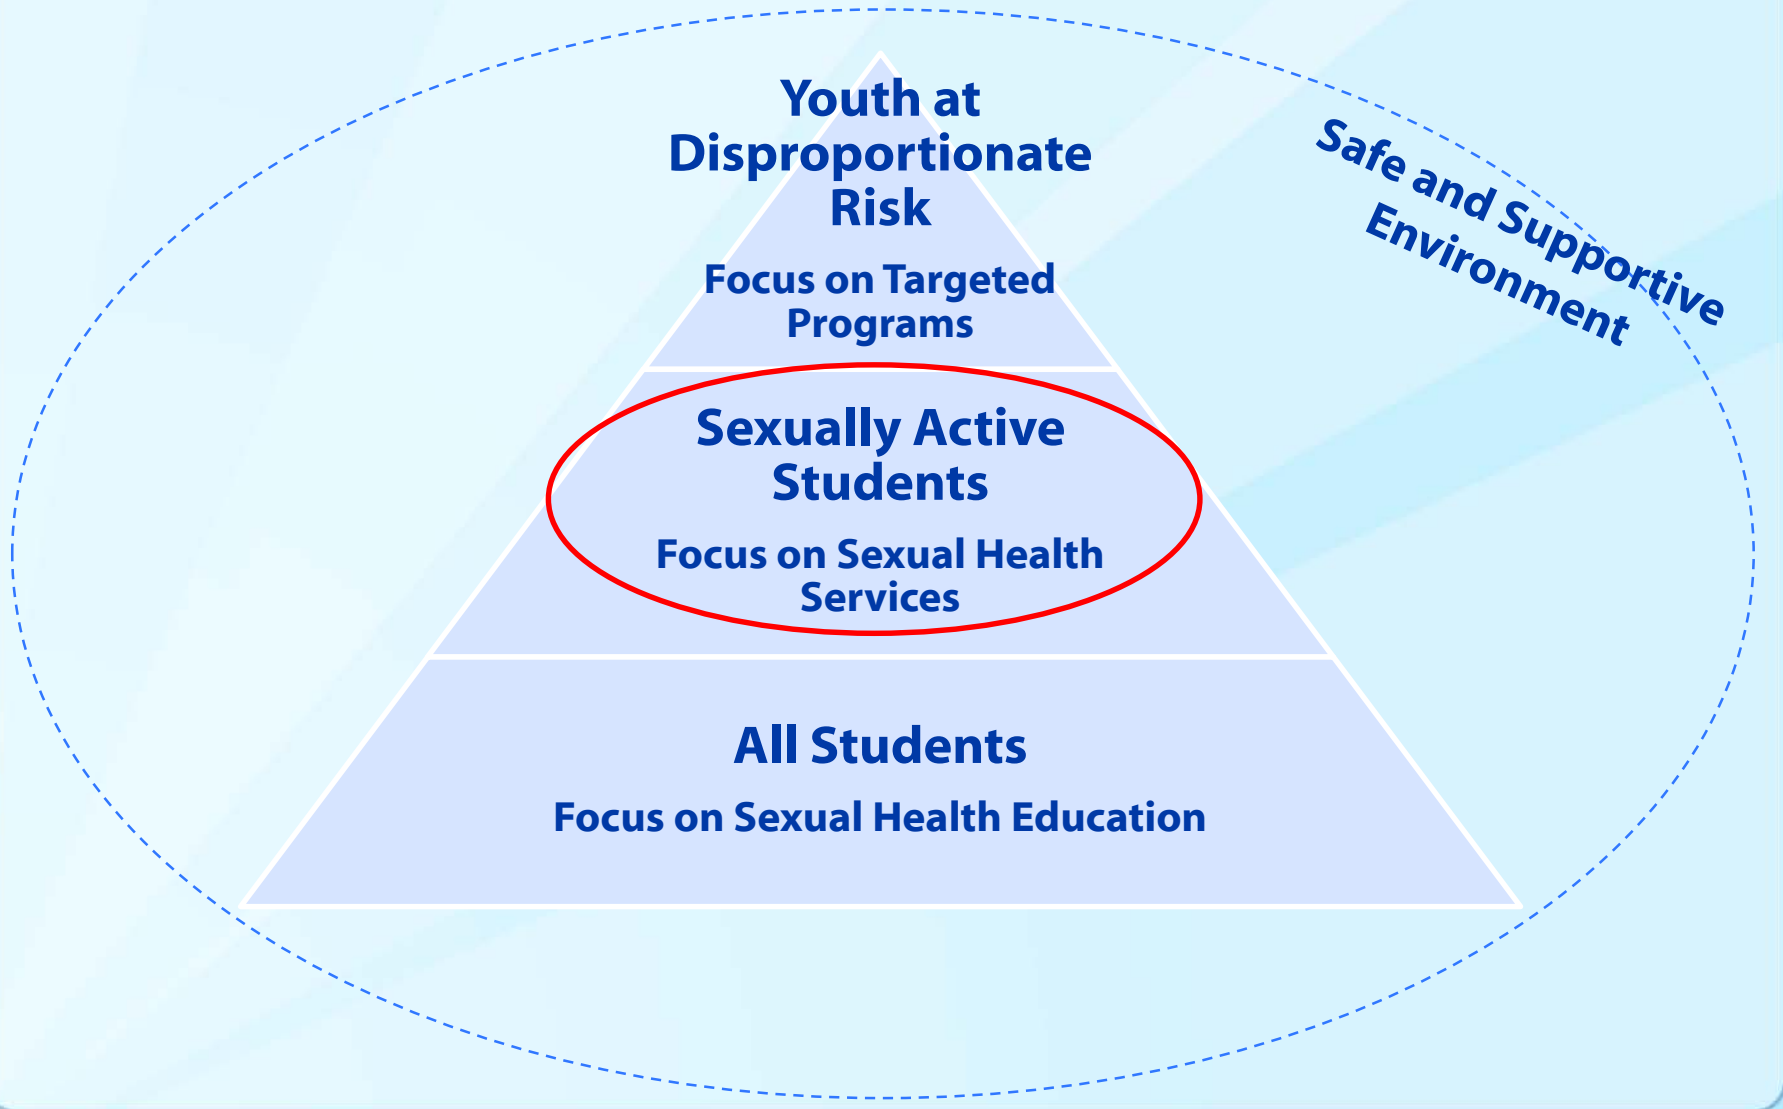 Youth at
Disproportionate
Risk
Focus on Targeted
Programs
Safe and Supportive
Environment
Sexually Active
Students
Focus on Sexual Health
Services
All Students
Focus on Sexual Health Education